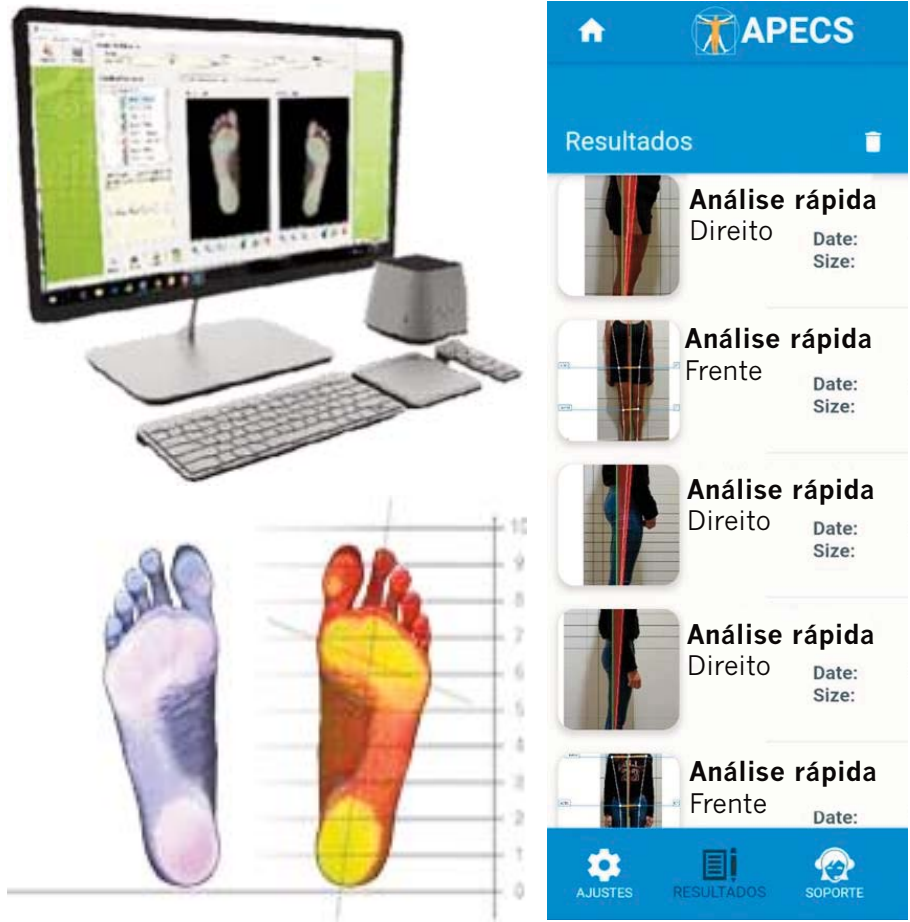 APECS
Resultados
Análise rápida
Direito
Date:
Size:
Análise rápida
Frente
Date:
Size:
Análise rápida
Direito
Date:
Size:
Análise rápida
Direito
Date:
Size:
Análise rápida
Frente
Date:
AJUSTES
RESULTADOS
SOPORTE
10
9
8
7
6
5
4
3
2
1
0